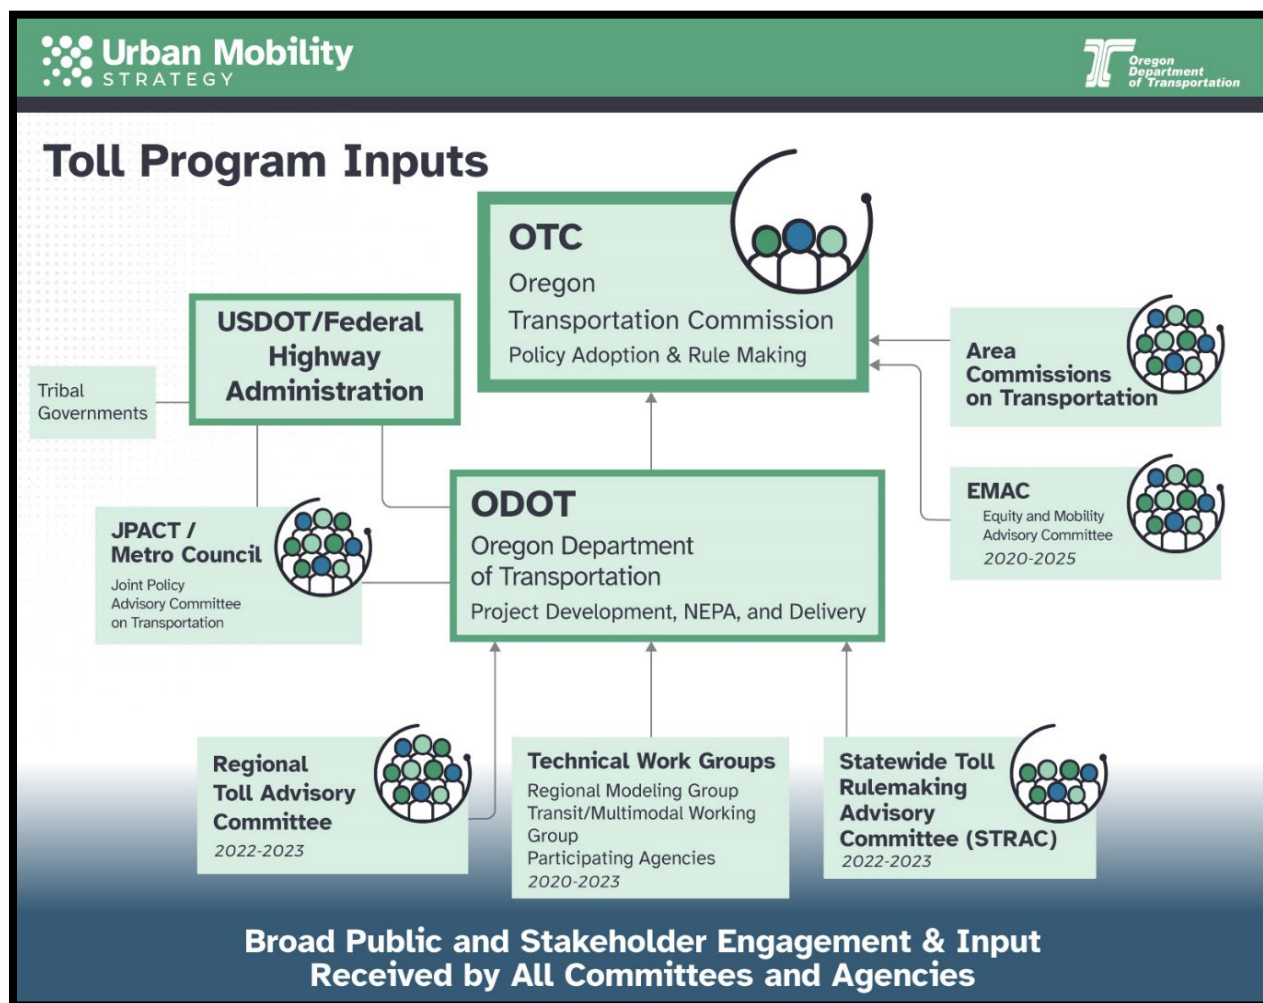 Urban Mobility
STRATEGY
Oregon
Department
of Transportation
Toll Program Inputs
OTC
Oregon
Transportation Commission
Policy Adoption & Rule Making
USDOT/Federal
Highway
Administration
Tribal
Governments
Area
Commissions
on Transportation
EMAC
Equity and Mobility
Advisory Committee
2020-2025
JPACT /
Metro Council
Joint Policy
Advisory Committee
on Transportation
ODOT
Oregon Department
of Transportation
Project Development, NEPA, and Delivery
Regional
Toll Advisory
Committee
2022-2023
Technical Work Groups
Regional Modeling Group
Transit/Multimodal Working
Group
Participating Agencies
2020-2023
Statewide Toll
Rulemaking
Advisory
Committee (STRAC)
2022-2023
Broad Public and Stakeholder Engagement & Input
Received by All Committees and Agencies